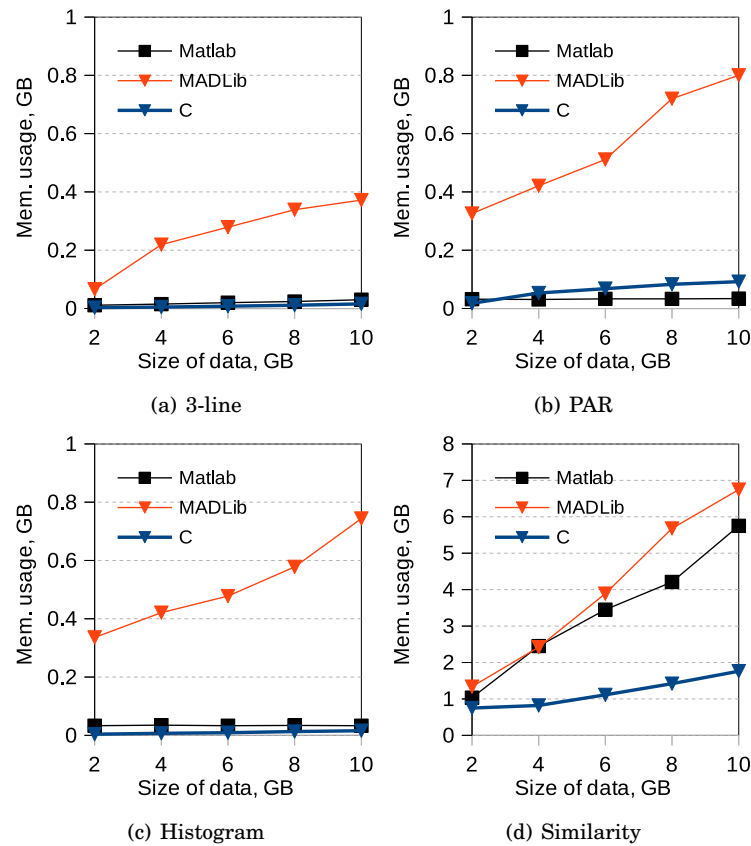 1
0.8
0.6
0.4
0.2
0
Mem. usage, GB
Matlab
MADLib
C
2 4 6 8 10
Size of data, GB
(a) 3-line
1
0.8
0.6
0.4
0.2
0
Mem. usage, GB
Matlab
MADLib
C
2 4 6 8 10
Size of data, GB
(b) PAR
1
0.8
0.6
0.4
0.2
0
Mem. usage, GB
Matlab
MADLib
C
2 4 6 8 10
Size of data, GB
(c) Histogram
8
7
6
5
4
3
2
1
0
Mem. usage, GB
Matlab
MADLib
C
2 4 6 8 10
Size of data, GB
(d) Similarity